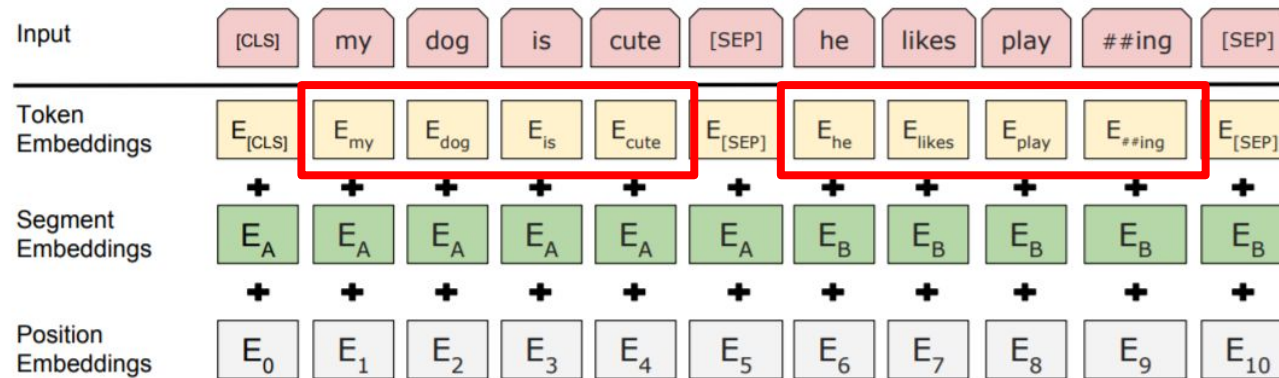 Input [CLS] my dog is cute [SEP] he likes play ##ing [SEP]
Token
Embeddings E[CLS] Emy Edog Eis Ecute E[SEP] Ehe Elikes Eplay E##ing E[SEP]
+ + + + + + + + + + +
Segment
Embeddings EA EA EA EA EA EA EB EB EB EB EB
+ + + + + + + + + + +
Position
Embeddings E0 E1 E2 E3 E4 E5 E6 E7 E8 E9 E10